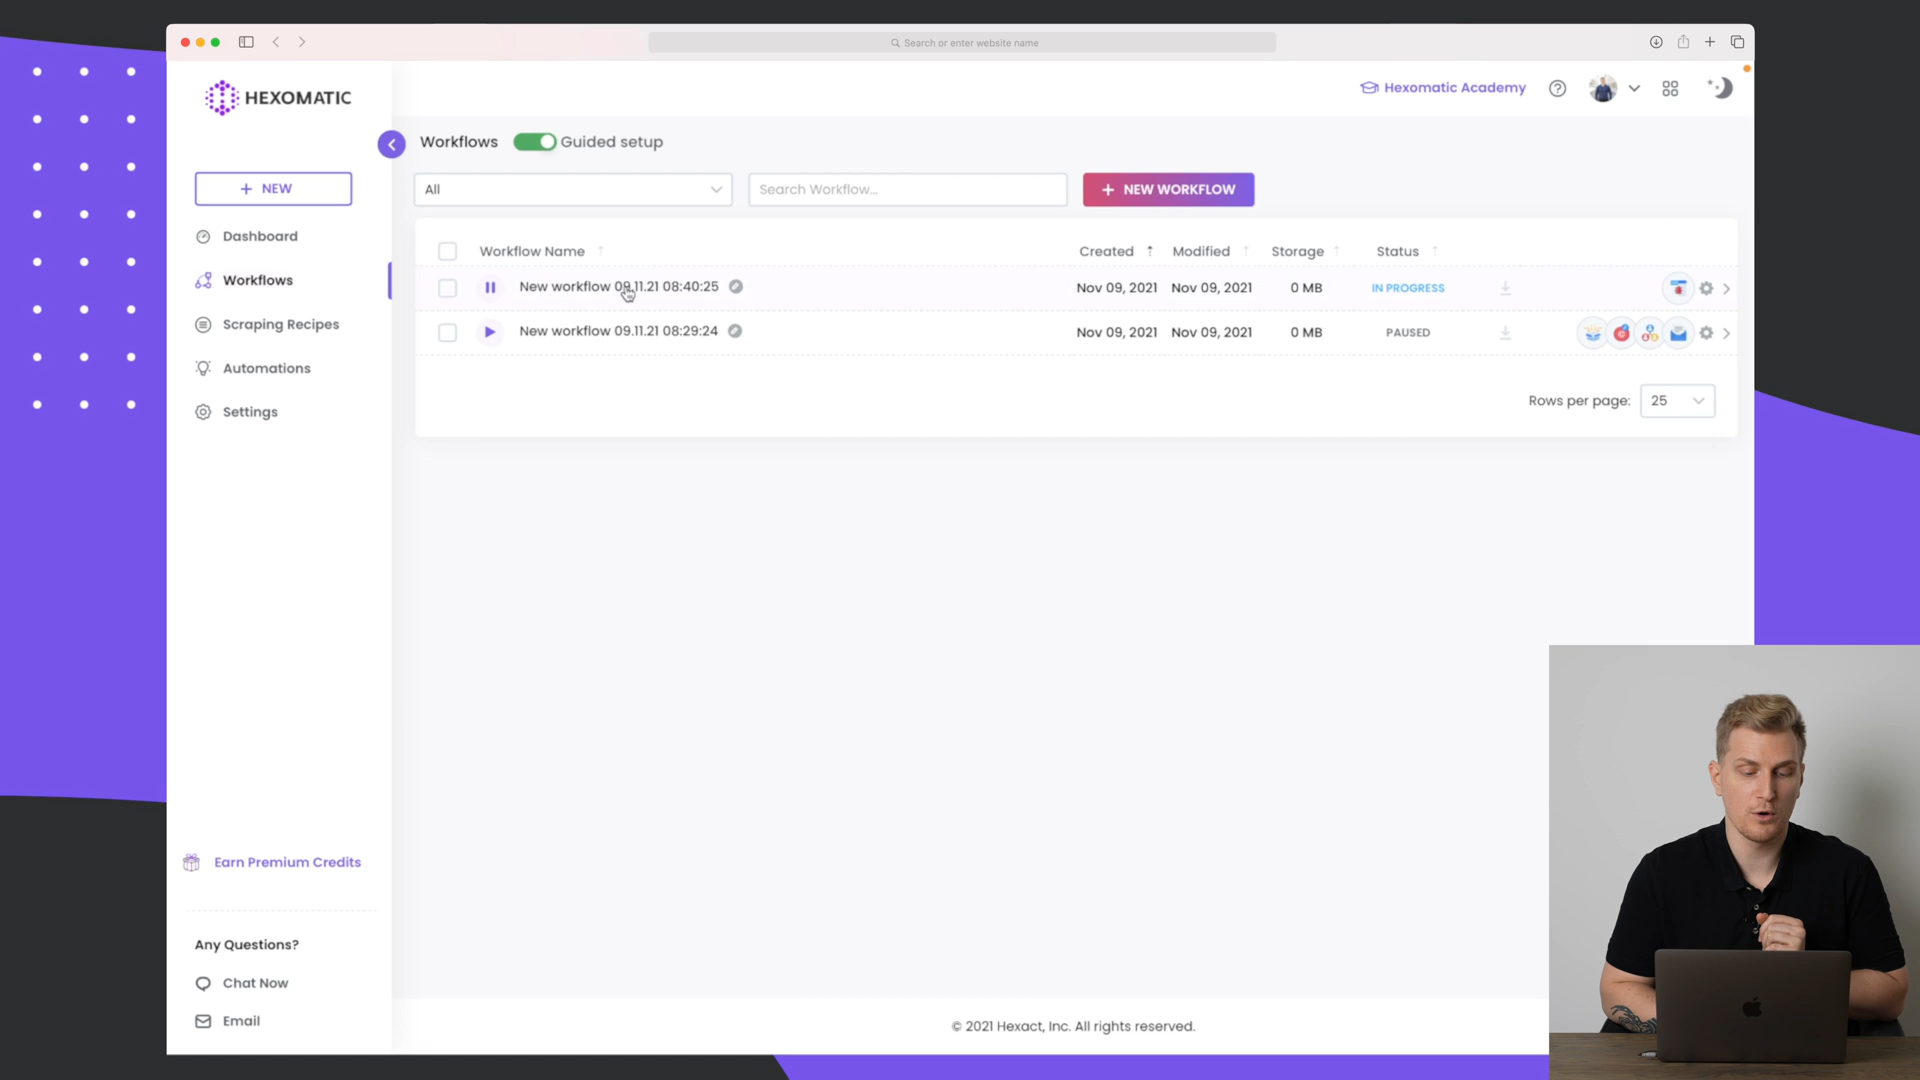 Search or enter website name
HEXOMATIC
Hexomatic Academy
Workflows
Guided setup
+ NEW
All
Search Workflow...
+ NEW WORKFLOW
Dashboard
Workflows
Scraping Recipes
Automations
Settings
Workflow Name
Created
Modified
Storage
Status
New workflow 09.11.21 08:40:25
Nov 09, 2021
Nov 09, 2021
0 MB
IN PROGRESS
New workflow 09.11.21 08:29:24
Nov 09, 2021
Nov 09, 2021
0 MB
PAUSED
Rows per page:
25
Earn Premium Credits
Any Questions?
Chat Now
Email
© 2021 Hexact, Inc. All rights reserved.